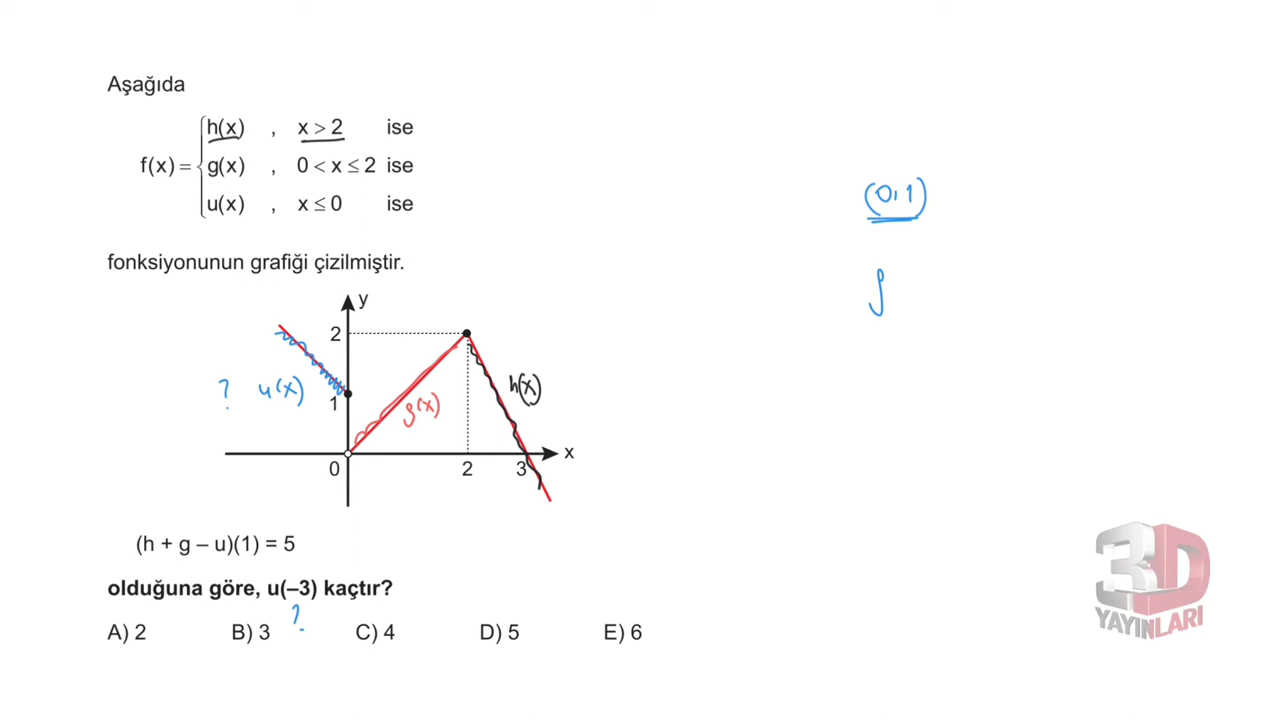 Aşağıda
h(x) , x > 2 ise
f(x) = g(x) , 0 < x ≤ 2 ise
u(x) , x ≤ 0 ise
fonksiyonunun grafiği çizilmiştir.
y
2
1
0
2
3
x
? u(x)
g(x)
h(x)
(h + g – u)(1) = 5
olduğuna göre, u(–3) kaçtır?
?
A) 2 B) 3 C) 4 D) 5 E) 6
(0,1)
3D
YAYINLARI